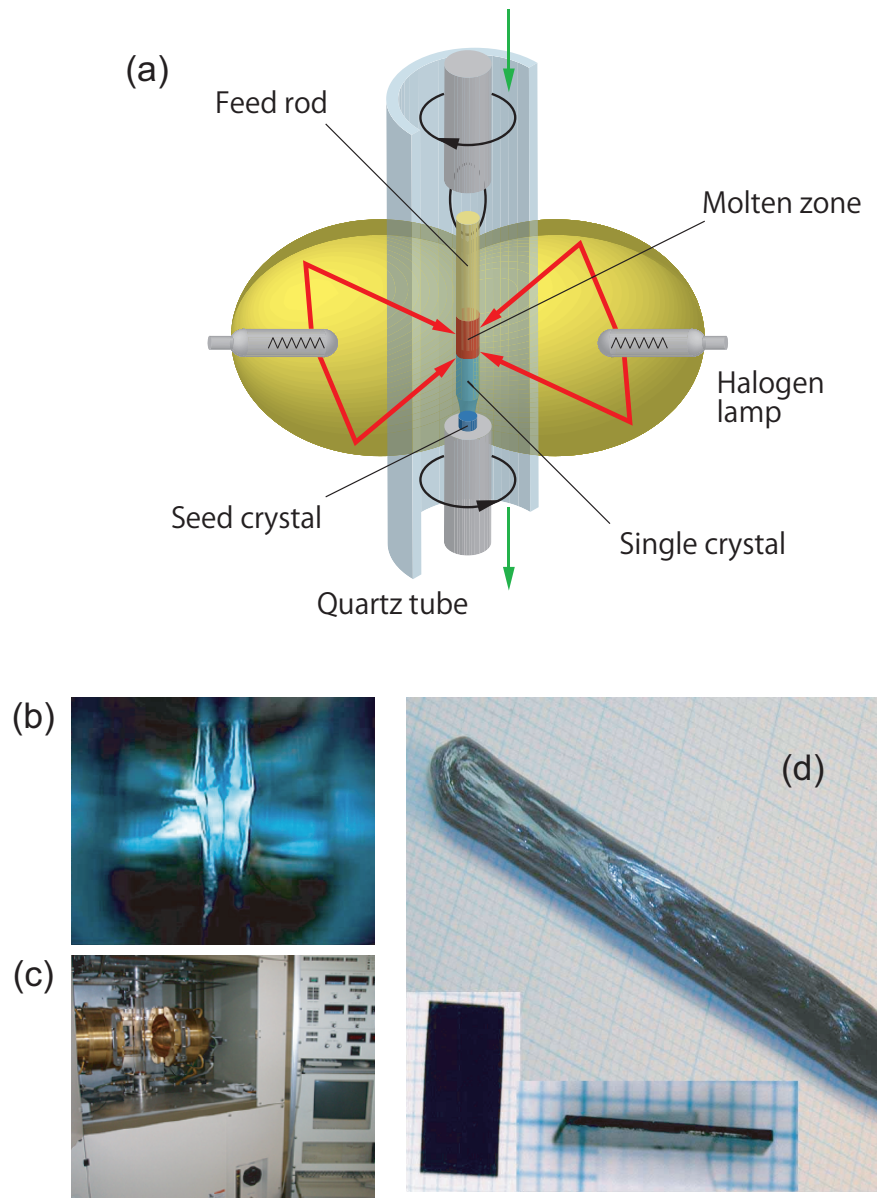 (a)
Feed rod
Molten zone
Halogen
lamp
Seed crystal
Single crystal
Quartz tube
(b)
(d)
(c)